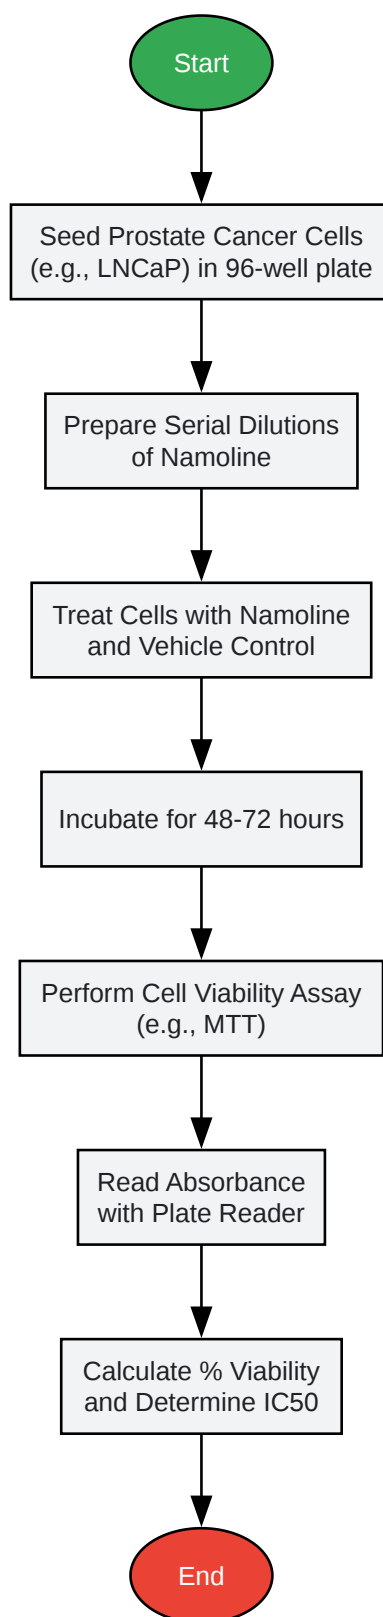 Start
Seed Prostate Cancer Cells
(e.g., LNCaP) in 96-well plate
Prepare Serial Dilutions
of Namoline
Treat Cells with Namoline
and Vehicle Control
Incubate for 48-72 hours
Perform Cell Viability Assay
(e.g., MTT)
Read Absorbance
with Plate Reader
Calculate % Viability
and Determine IC50
End